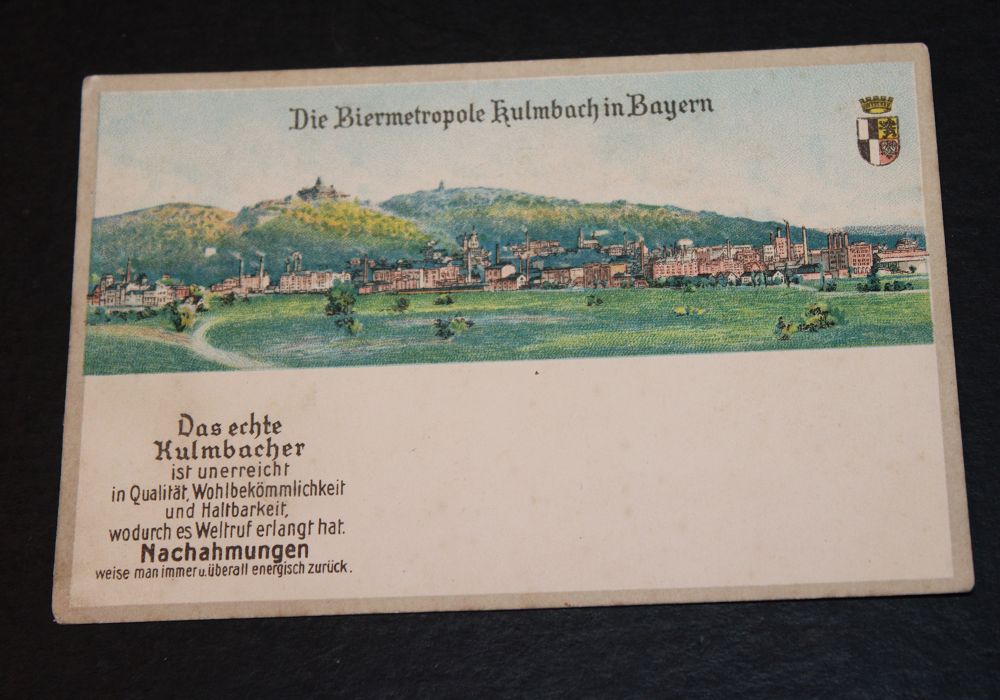 Die Biermetropole Kulmbach in Bayern
Das echte
Kulmbacher
ist unerreicht
in Qualität, Wohlbekömmlichkeit
und Haltbarkeit,
wodurch es Weltruf erlangt hat.
Nachahmungen
weise man immer u. überall energisch zurück.